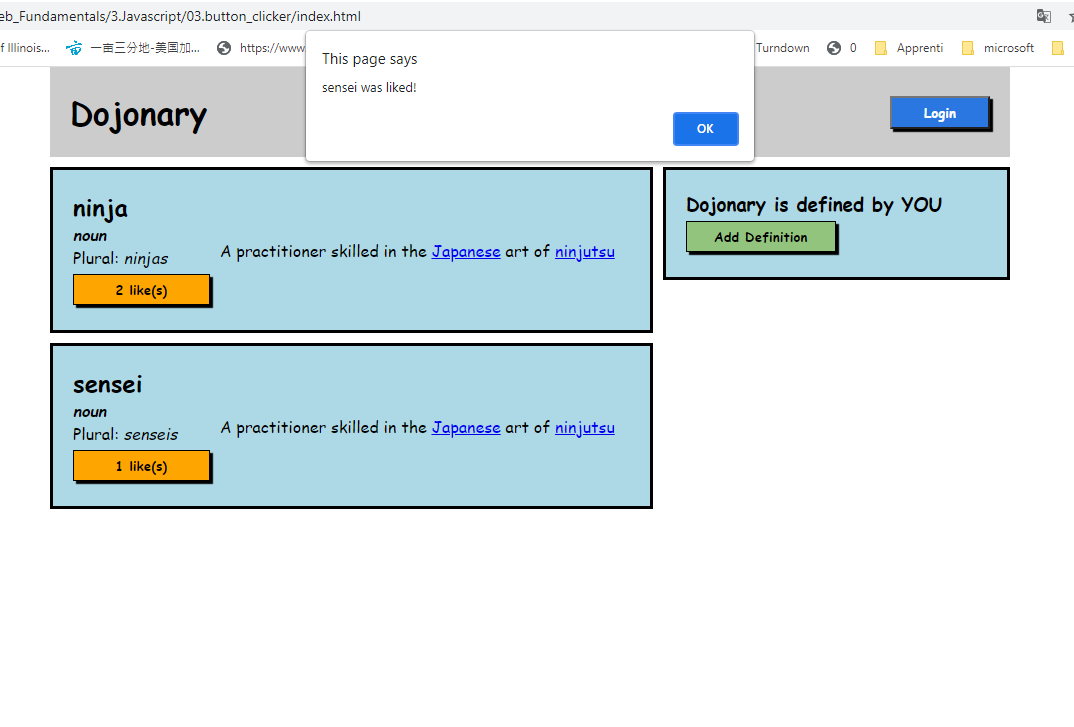 eb_Fundamentals/3.Javascript/03.button_clicker/index.html
f Illinois... 一亩三分地-美国加... https://www Turndown 0 Apprenti microsoft
This page says
sensei was liked!
OK
Dojonary
Login
ninja
noun
Plural: ninjas
A practitioner skilled in the Japanese art of ninjutsu
2 like(s)
Dojonary is defined by YOU
Add Definition
sensei
noun
Plural: senseis
A practitioner skilled in the Japanese art of ninjutsu
1 like(s)